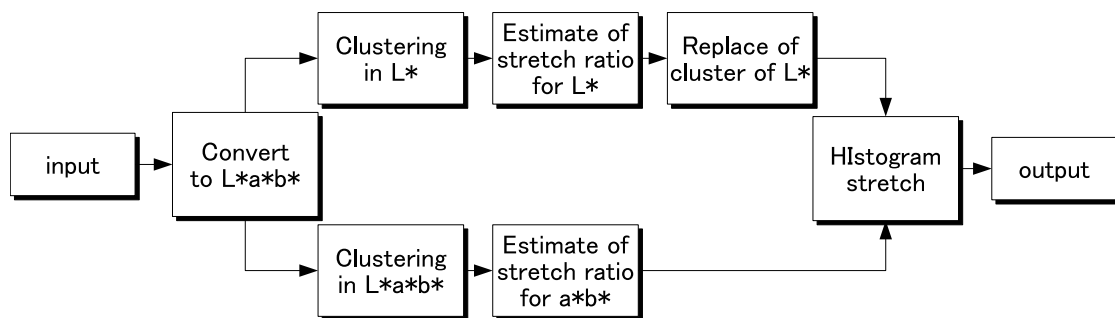 input
Convert
to L*a*b*
Clustering
in L*
Estimate of
stretch ratio
for L*
Replace of
cluster of L*
Clustering
in L*a*b*
Estimate of
stretch ratio
for a*b*
HIstogram
stretch
output